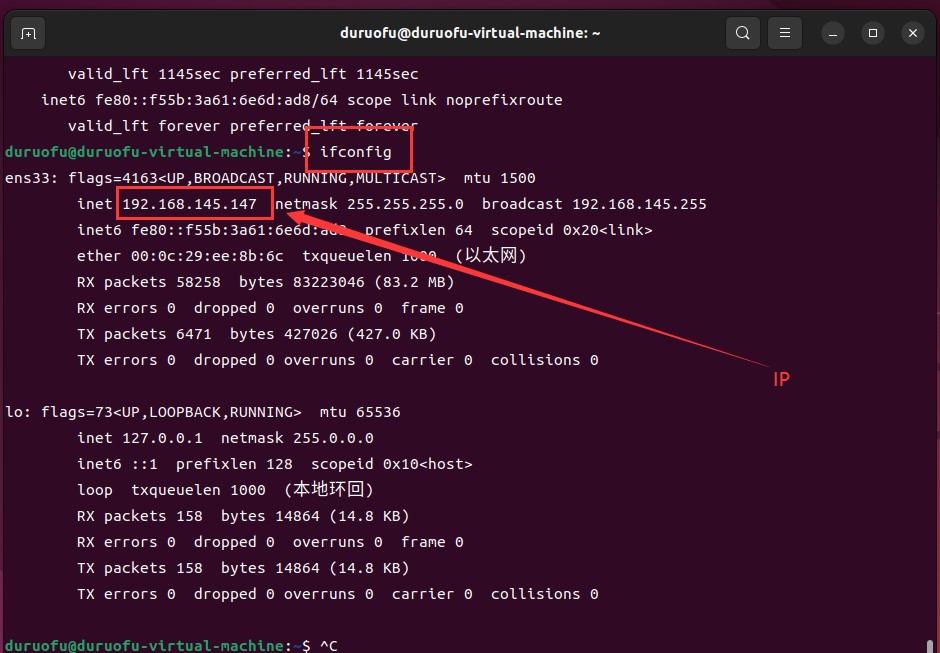 duruofu@duruofu-virtual-machine: ~
valid_lft 1145sec preferred_lft 1145sec
inet6 fe80::f55b:3a61:6e6d:ad8/64 scope link noprefixroute
valid_lft forever preferred_lft forever
duruofu@duruofu-virtual-machine:~$ ifconfig
ens33: flags=4163<UP,BROADCAST,RUNNING,MULTICAST>  mtu 1500
inet 192.168.145.147  netmask 255.255.255.0  broadcast 192.168.145.255
inet6 fe80::f55b:3a61:6e6d:ad8  prefixlen 64  scopeid 0x20<link>
ether 00:0c:29:ee:8b:6c  txqueuelen 1000  (以太网)
RX packets 58258  bytes 83223046 (83.2 MB)
RX errors 0  dropped 0  overruns 0  frame 0
TX packets 6471  bytes 427026 (427.0 KB)
TX errors 0  dropped 0 overruns 0  carrier 0  collisions 0
IP
lo: flags=73<UP,LOOPBACK,RUNNING>  mtu 65536
inet 127.0.0.1  netmask 255.0.0.0
inet6 ::1  prefixlen 128  scopeid 0x10<host>
loop  txqueuelen 1000  (本地环回)
RX packets 158  bytes 14864 (14.8 KB)
RX errors 0  dropped 0  overruns 0  frame 0
TX packets 158  bytes 14864 (14.8 KB)
TX errors 0  dropped 0 overruns 0  carrier 0  collisions 0
duruofu@duruofu-virtual-machine:~$ ^C